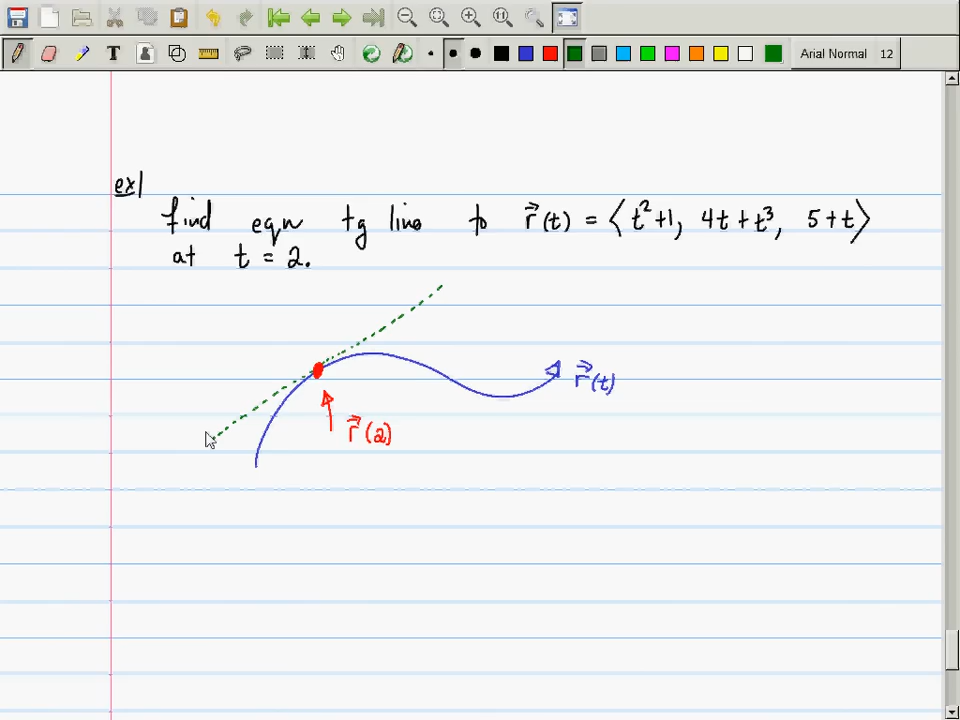 Arial Normal 12
ex1
find eqn tg line to r⃗(t) = ⟨t²+1, 4t+t³, 5+t⟩
at t = 2.
r⃗(t)
r⃗(2)